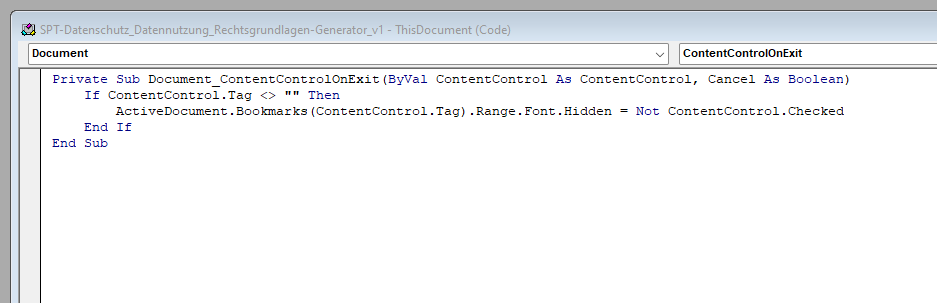 SPT-Datenschutz_Datennutzung_Rechtsgrundlagen-Generator_v1 - ThisDocument (Code)
Document ContentControlOnExit
Private Sub Document_ContentControlOnExit(ByVal ContentControl As ContentControl, Cancel As Boolean)
If ContentControl.Tag <> "" Then
ActiveDocument.Bookmarks(ContentControl.Tag).Range.Font.Hidden = Not ContentControl.Checked
End If
End Sub